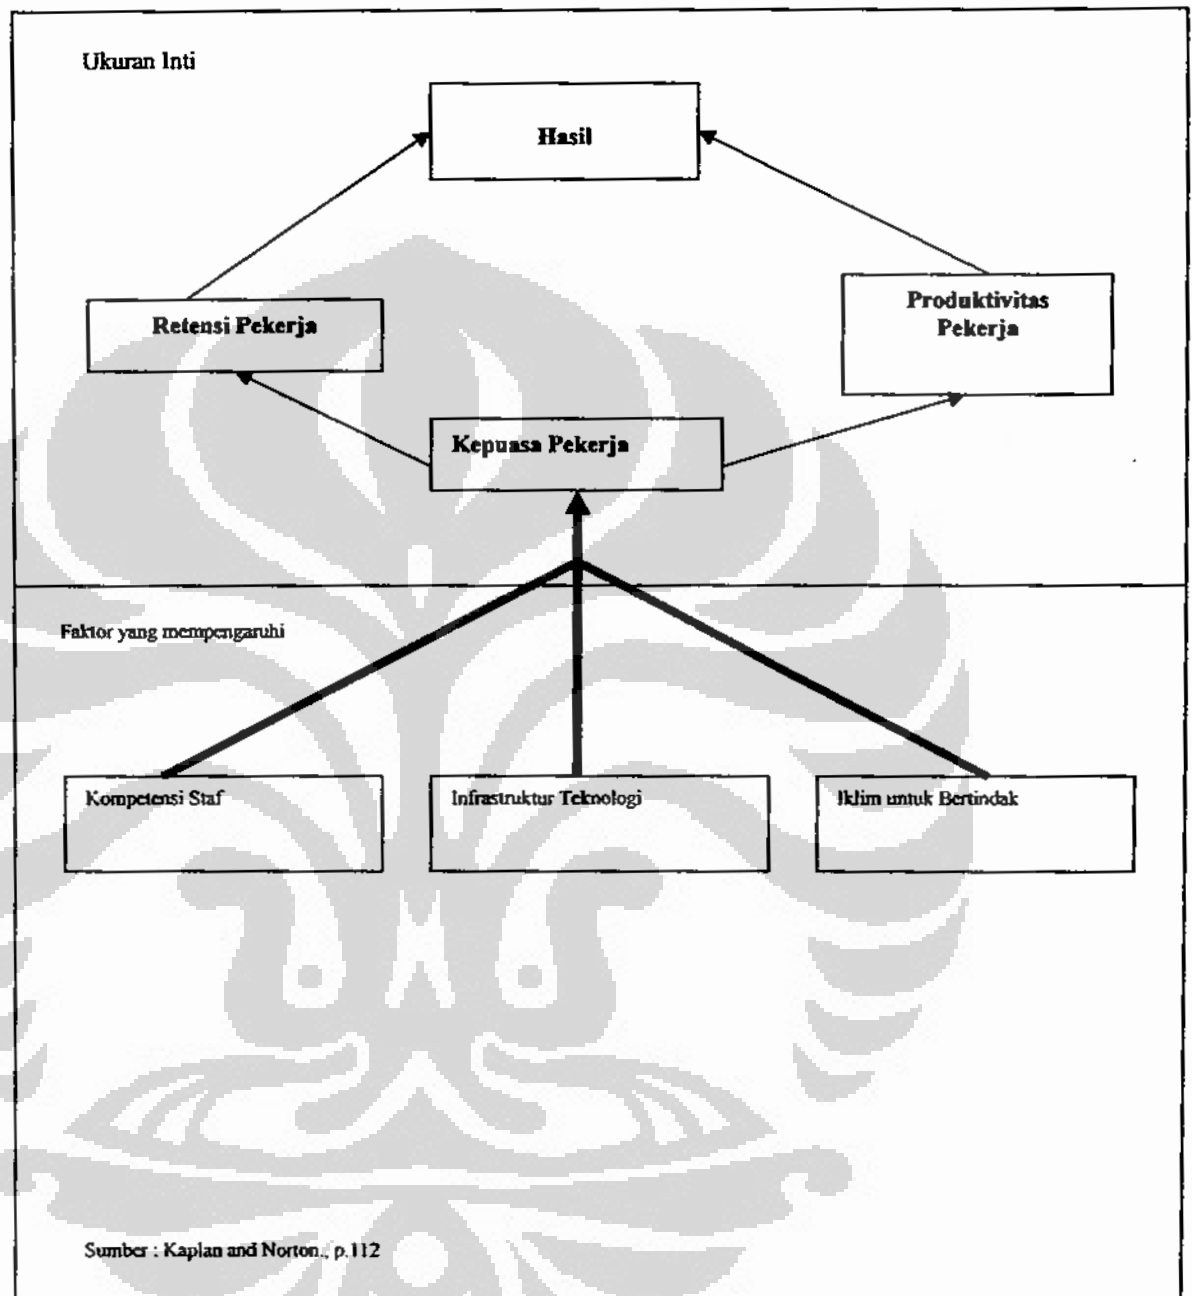 Ukuran Inti
Hasil
Retensi Pekerja
Produktivitas
Pekerja
Kepuasa Pekerja
Faktor yang mempengaruhi
Kompetensi Staf
Infrastruktur Teknologi
Iklim untuk Bertindak
Sumber : Kaplan and Norton., p.112